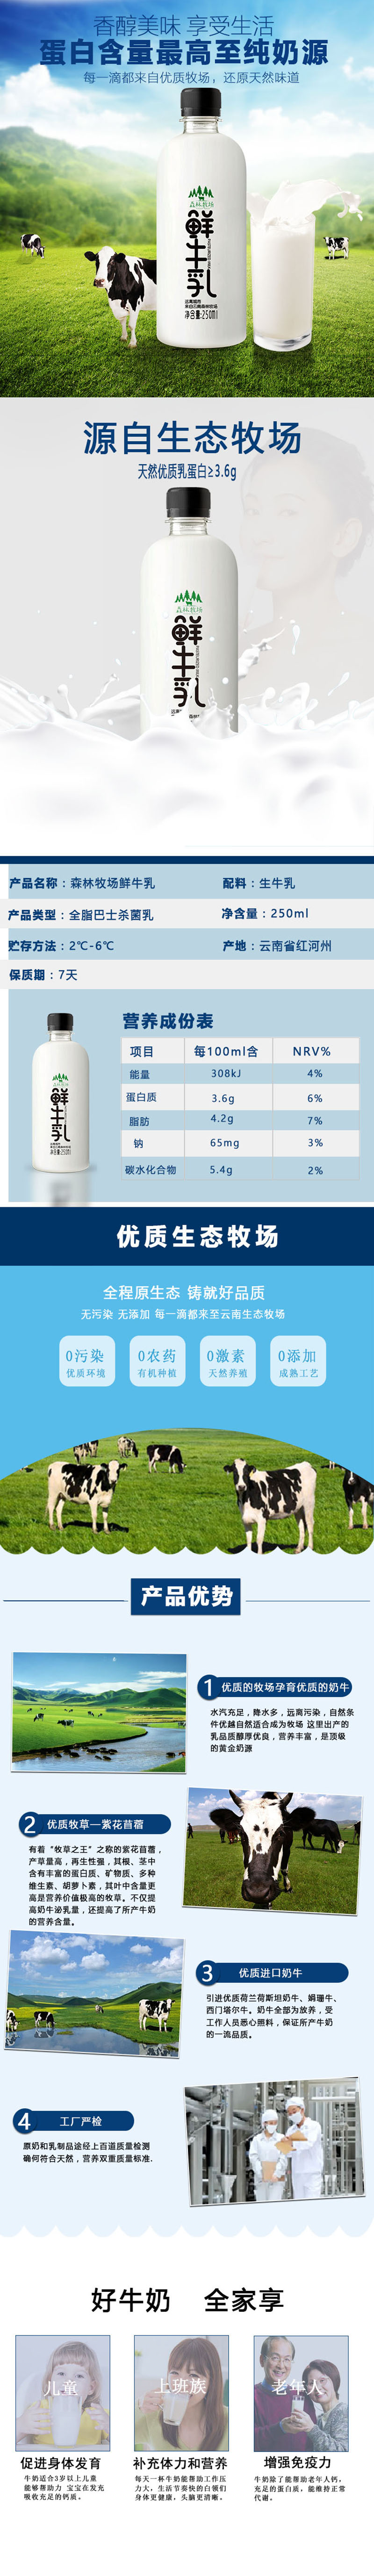 香醇美味 享受生活
蛋白含量最高至纯奶源
每一滴都来自优质牧场，还原天然味道
森林牧场
鲜牛乳
净含量:250ml
源自生态牧场
天然优质乳蛋白≥3.6g
森林牧场
鲜牛乳
产品名称：森林牧场鲜牛乳
配料：生牛乳
产品类型：全脂巴士杀菌乳
净含量：250ml
贮存方法：2℃-6℃
产地：云南省红河州
保质期：7天
鲜牛乳
净含量:250ml
营养成份表
项目 每100ml含 NRV%
能量 308kJ 4%
蛋白质 3.6g 6%
脂肪 4.2g 7%
钠 65mg 3%
碳水化合物 5.4g 2%
优质生态牧场
全程原生态 铸就好品质
无污染 无添加 每一滴都来至云南生态牧场
0污染 0农药 0激素 0添加
优质环境 有机种植 天然养殖 成熟工艺
产品优势
1 优质的牧场孕育优质的奶牛
水汽充足，降水多，远离污染，自然条
件优越自然适合成为牧场 这里出产的
乳品质醇厚优良，营养丰富，是顶级
的黄金奶源
2 优质牧草—紫花苜蓿
有着“牧草之王”之称的紫花苜蓿，
产草量高，再生性强，其根、茎中
含有丰富的蛋白质、矿物质、多种
维生素、胡萝卜素，其叶中含量更
高是营养价值极高的牧草。不仅提
高奶牛泌乳量，还提高了所产牛奶
的营养含量。
3 优质进口奶牛
引进优质荷兰荷斯坦奶牛、娟珊牛、
西门塔尔牛。奶牛全部为放养，受
工作人员悉心照料，保证所产牛奶
的一流品质。
4 工厂严检
原奶和乳制品途经上百道质量检测
确何符合天然，营养双重质量标准.
好牛奶 全家享
儿童
上班族
老年人
促进身体发育
牛奶适合3岁以上儿童
能够帮助力 宝宝在发充
吸收充足的钙质。
补充体力和营养
每天一杯牛奶能帮助工作压
力大，生活节奏快的白领们
身体更健康，头脑更清晰。
增强免疫力
牛奶除了能帮助老年人钙，
充足的蛋白质，能维持正常
代谢。